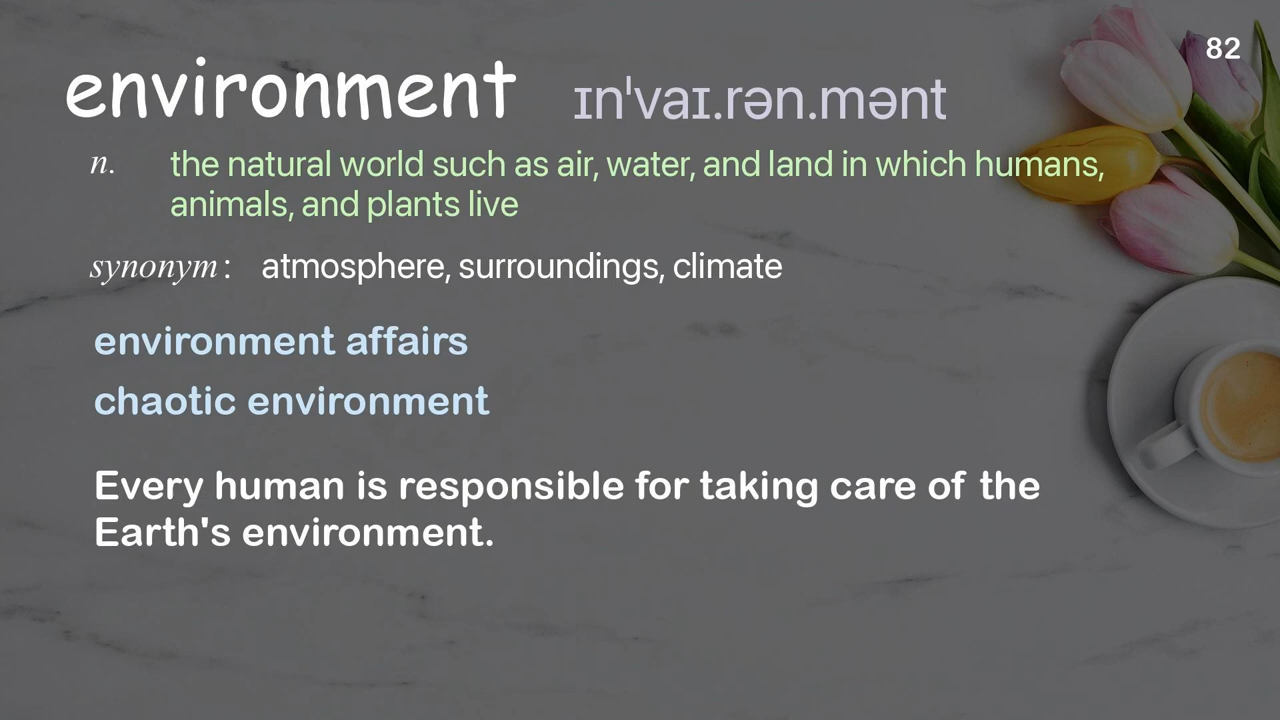 82
environment ɪnˈvaɪ.rən.mənt
n. the natural world such as air, water, and land in which humans,
animals, and plants live
synonym: atmosphere, surroundings, climate
environment affairs
chaotic environment
Every human is responsible for taking care of the
Earth's environment.